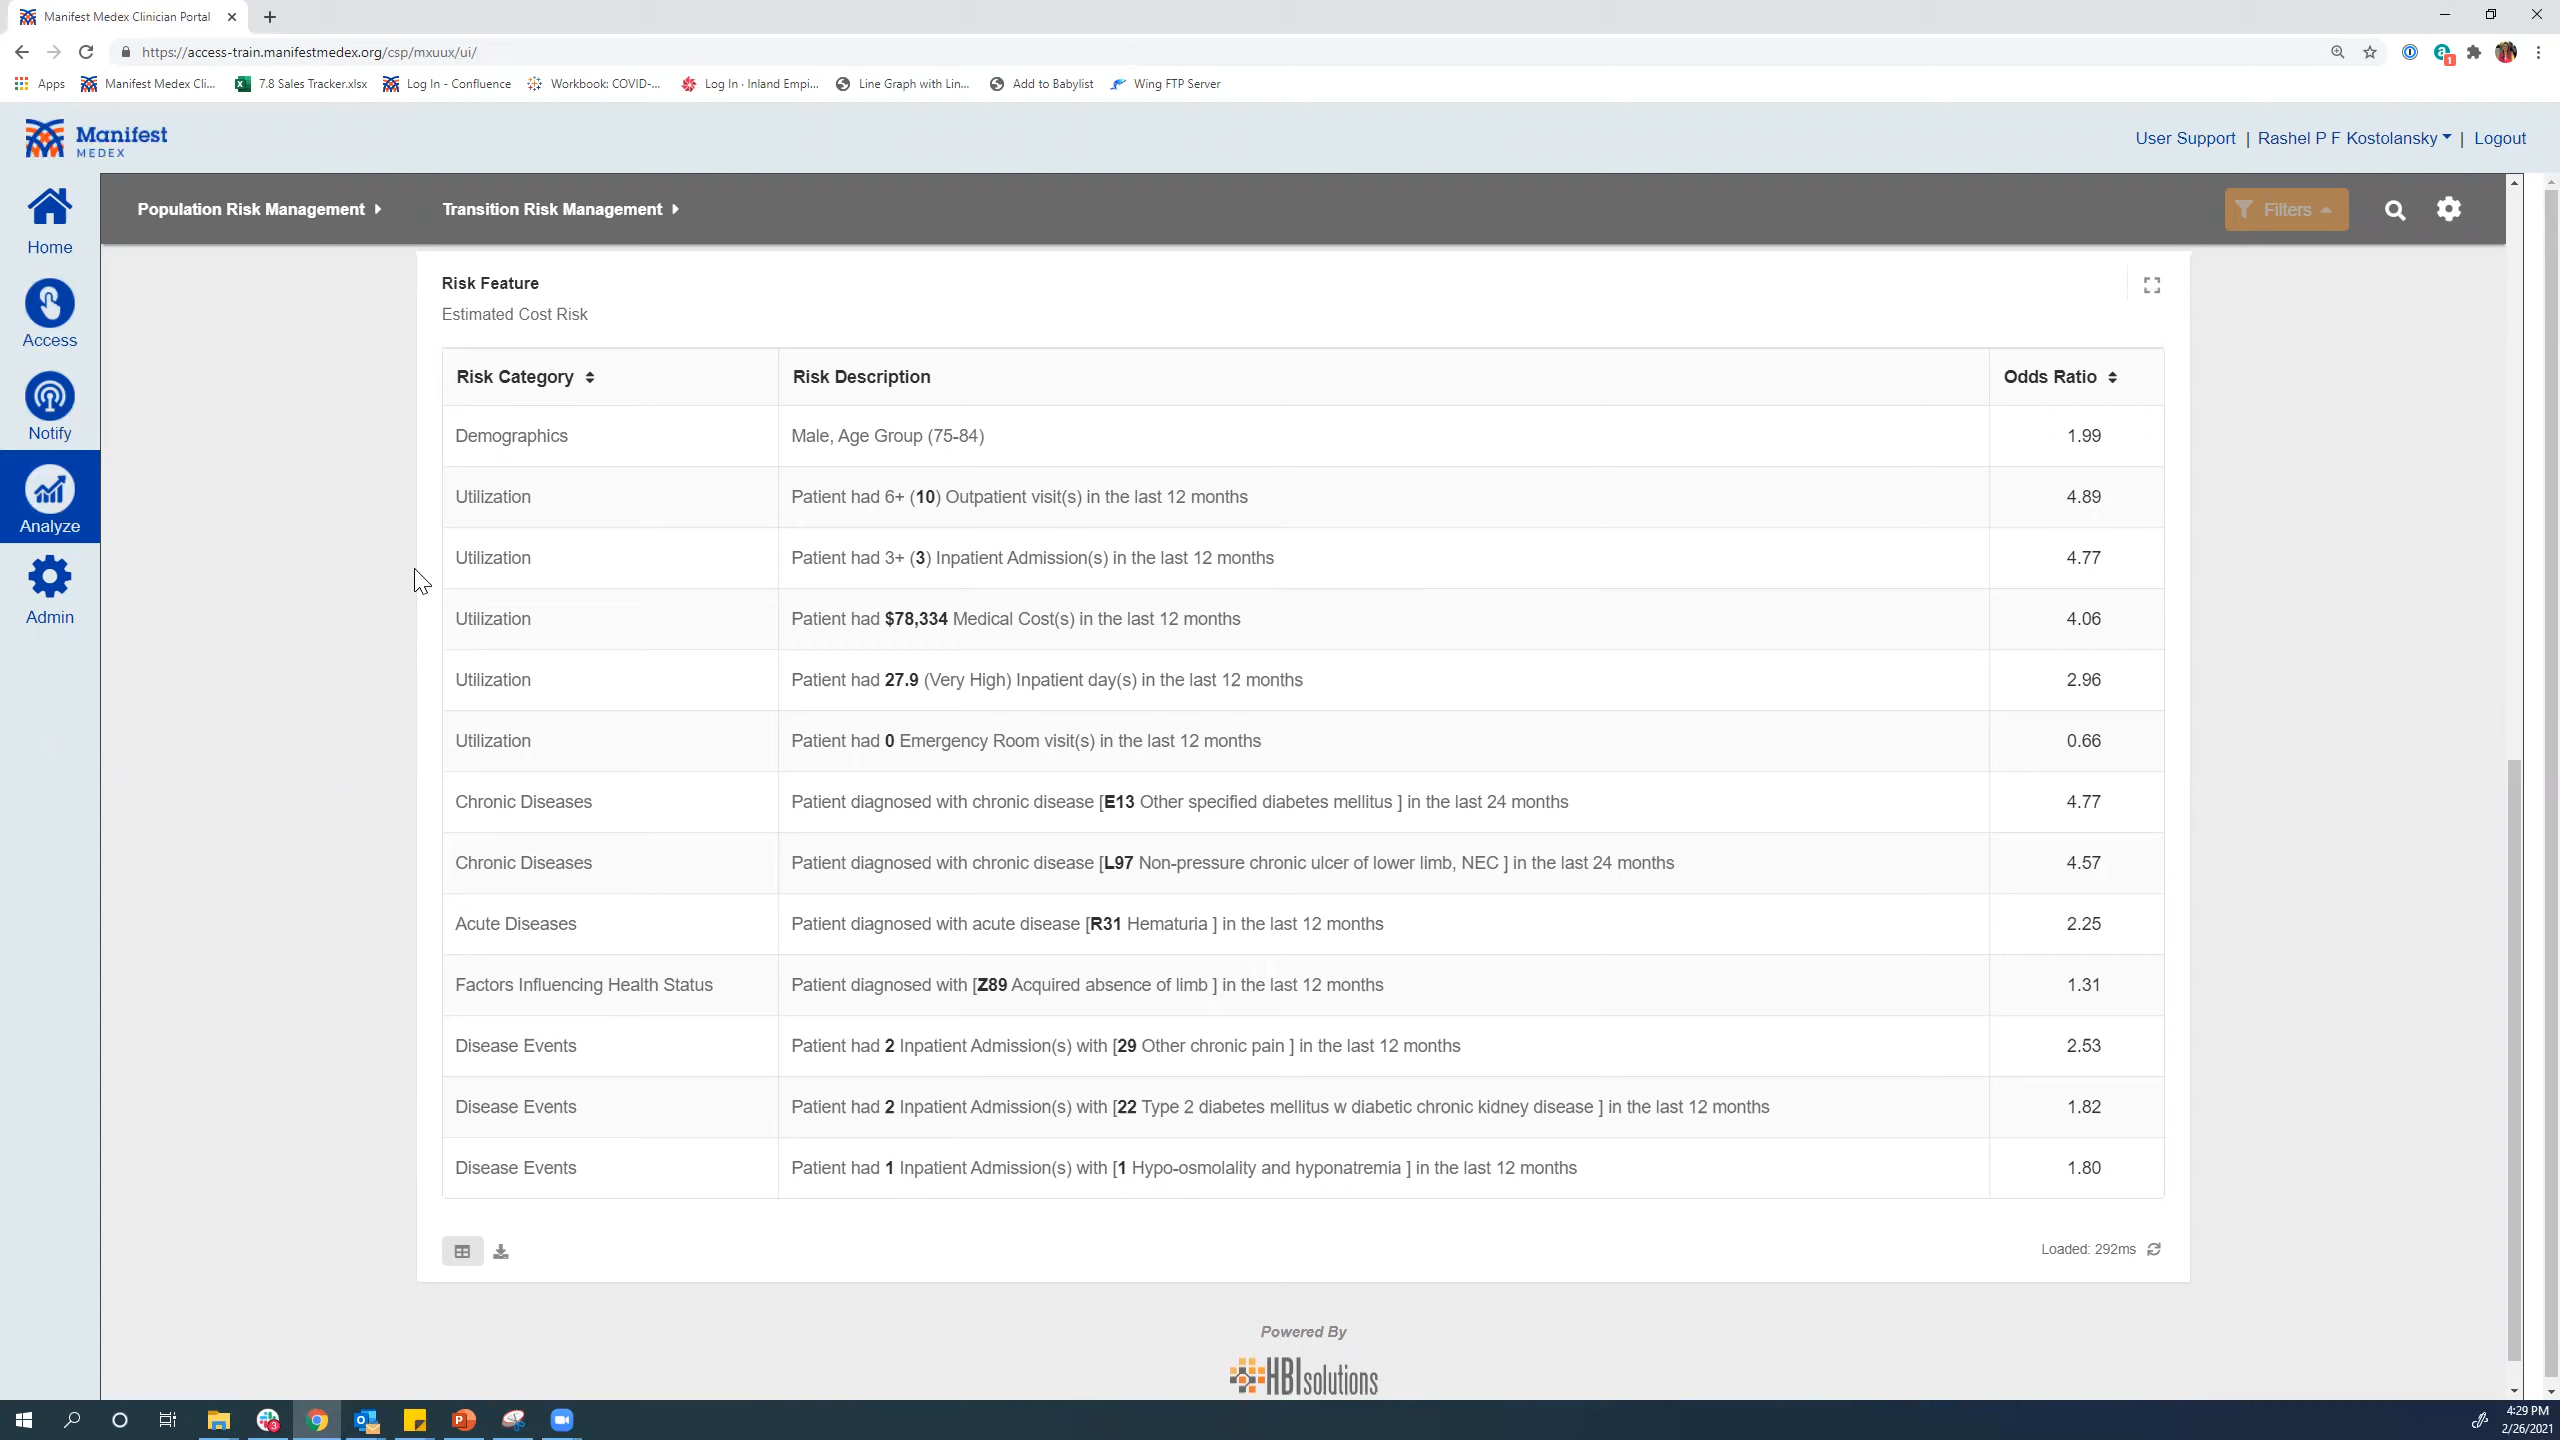 Manifest Medex Clinician Portal
https://access-train.manifestmedex.org/csp/mxuux/ui/
Apps Manifest Medex Cli... 7.8 Sales Tracker.xlsx Log In - Confluence Workbook: COVID-... Log In · Inland Empi... Line Graph with Lin... Add to Babylist Wing FTP Server
Manifest
MEDEX
User Support | Rashel P F Kostolansky | Logout
Home
Access
Notify
Analyze
Admin
Population Risk Management Transition Risk Management Filters
Risk Feature
Estimated Cost Risk
Risk Category Risk Description Odds Ratio
Demographics Male, Age Group (75-84) 1.99
Utilization Patient had 6+ (10) Outpatient visit(s) in the last 12 months 4.89
Utilization Patient had 3+ (3) Inpatient Admission(s) in the last 12 months 4.77
Utilization Patient had $78,334 Medical Cost(s) in the last 12 months 4.06
Utilization Patient had 27.9 (Very High) Inpatient day(s) in the last 12 months 2.96
Utilization Patient had 0 Emergency Room visit(s) in the last 12 months 0.66
Chronic Diseases Patient diagnosed with chronic disease [E13 Other specified diabetes mellitus ] in the last 24 months 4.77
Chronic Diseases Patient diagnosed with chronic disease [L97 Non-pressure chronic ulcer of lower limb, NEC ] in the last 24 months 4.57
Acute Diseases Patient diagnosed with acute disease [R31 Hematuria ] in the last 12 months 2.25
Factors Influencing Health Status Patient diagnosed with [Z89 Acquired absence of limb ] in the last 12 months 1.31
Disease Events Patient had 2 Inpatient Admission(s) with [29 Other chronic pain ] in the last 12 months 2.53
Disease Events Patient had 2 Inpatient Admission(s) with [22 Type 2 diabetes mellitus w diabetic chronic kidney disease ] in the last 12 months 1.82
Disease Events Patient had 1 Inpatient Admission(s) with [1 Hypo-osmolality and hyponatremia ] in the last 12 months 1.80
Loaded: 292ms
Powered By
HBIsolutions
4:29 PM
2/26/2021